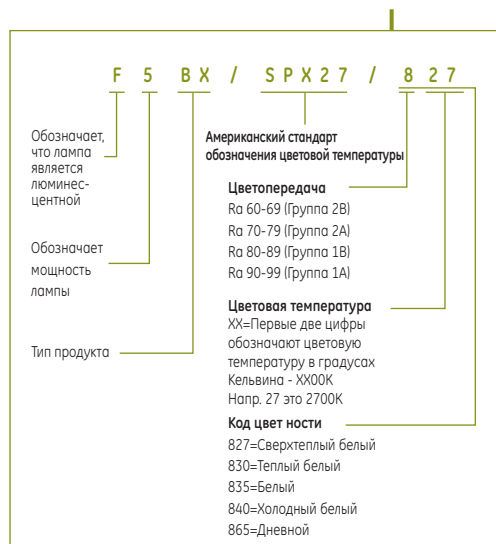 F 5 BX / SPX27 / 827
Обозначает,
что лампа
является
люминес-
центной
Обозначает
мощность
лампы
Тип продукта
Американский стандарт
обозначения цветовой температуры
Цветопередача
Ra 60-69 (Группа 2B)
Ra 70-79 (Группа 2A)
Ra 80-89 (Группа 1B)
Ra 90-99 (Группа 1A)
Цветовая температура
XX=Первые две цифры
обозначают цветовую
температуру в градусах
Кельвина - XX00K
Напр. 27 это 2700K
Код цвет ности
827=Сверхтеплый белый
830=Теплый белый
835=Белый
840=Холодный белый
865=Дневной